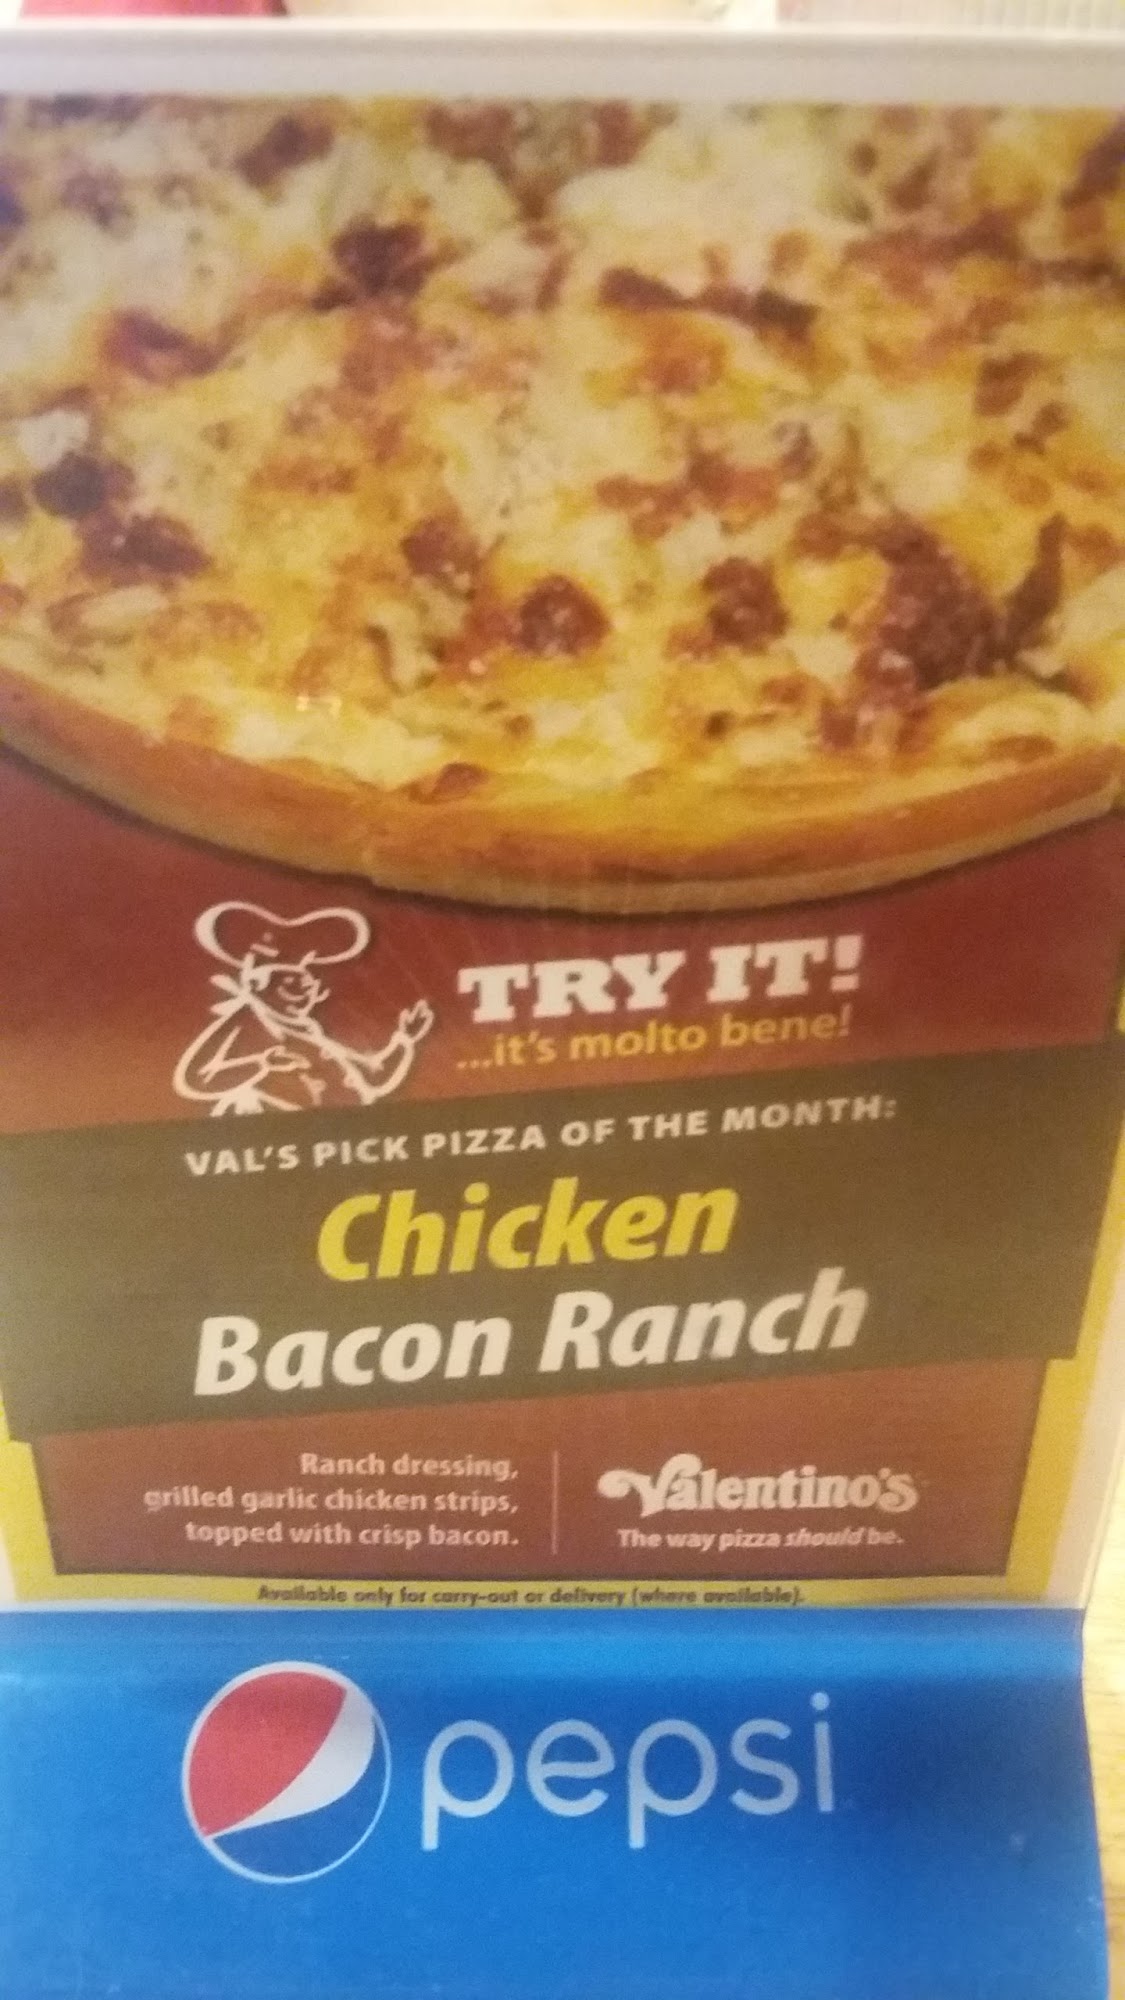 TRY IT!
...it's molto bene!
VAL'S PICK PIZZA OF THE MONTH:
Chicken
Bacon Ranch
Ranch dressing,
grilled garlic chicken strips,
topped with crisp bacon.
Valentino's
The way pizza should be.
Available only for carry-out or delivery (where available).
pepsi